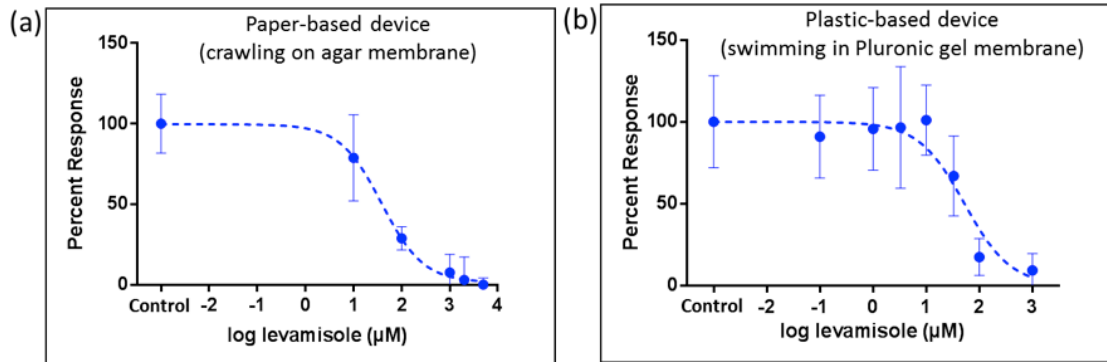 (a)
Paper-based device
(crawling on agar membrane)
150
100
50
0
Percent Response
Control -2 -1 0 1 2 3 4
log levamisole (μM)
(b)
Plastic-based device
(swimming in Pluronic gel membrane)
150
100
50
0
Percent Response
Control -2 -1 0 1 2 3
log levamisole (μM)